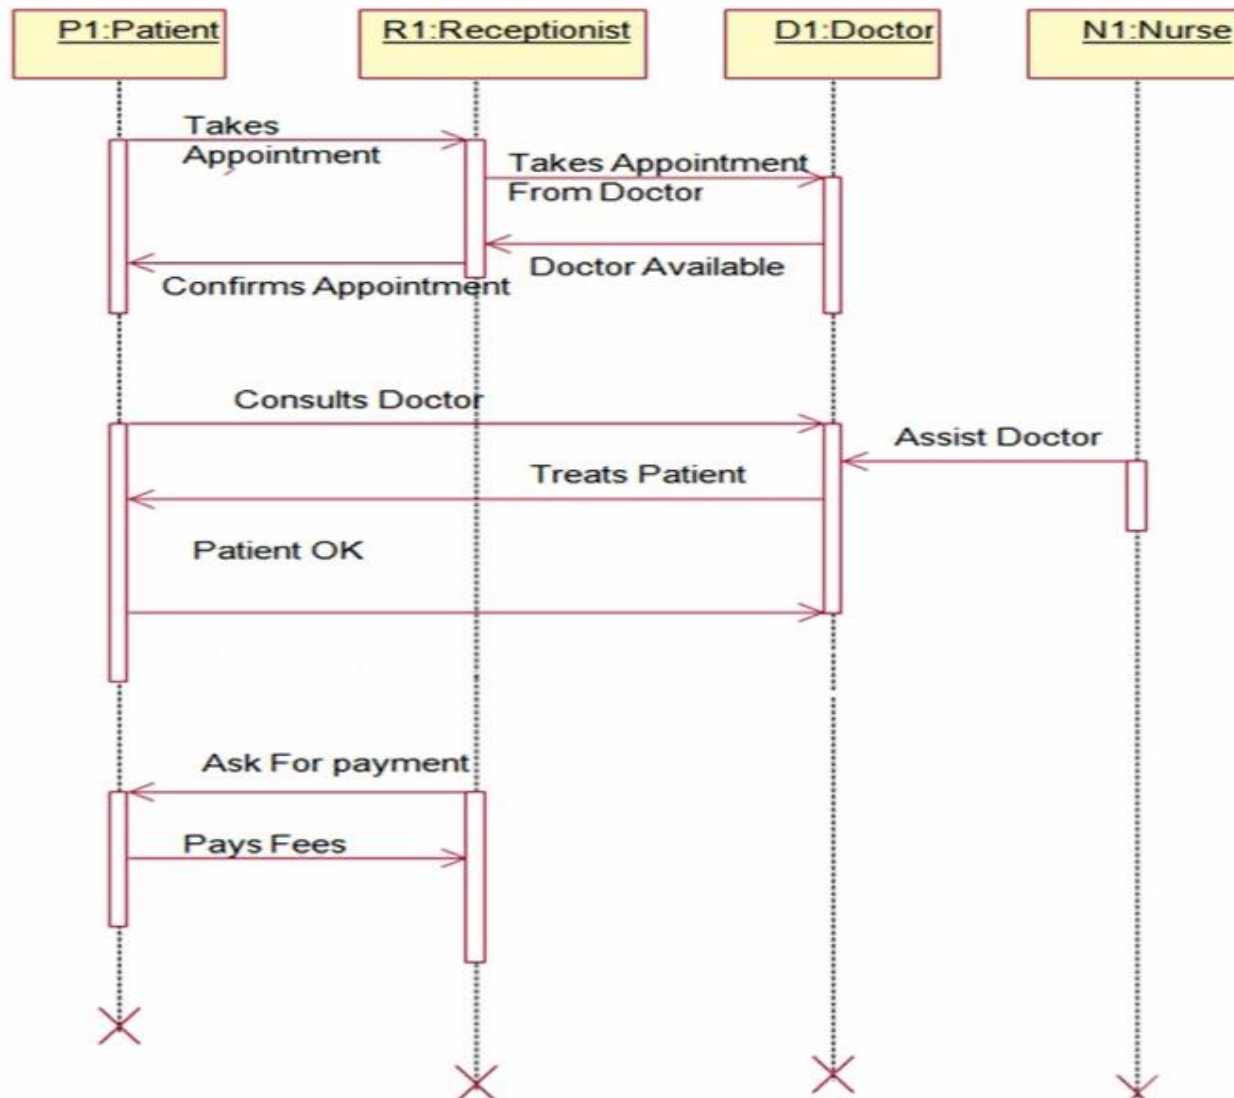 P1:Patient
R1:Receptionist
D1:Doctor
N1:Nurse
Takes
Appointment
Takes Appointment
From Doctor
Doctor Available
Confirms Appointment
Consults Doctor
Assist Doctor
Treats Patient
Patient OK
Ask For payment
Pays Fees